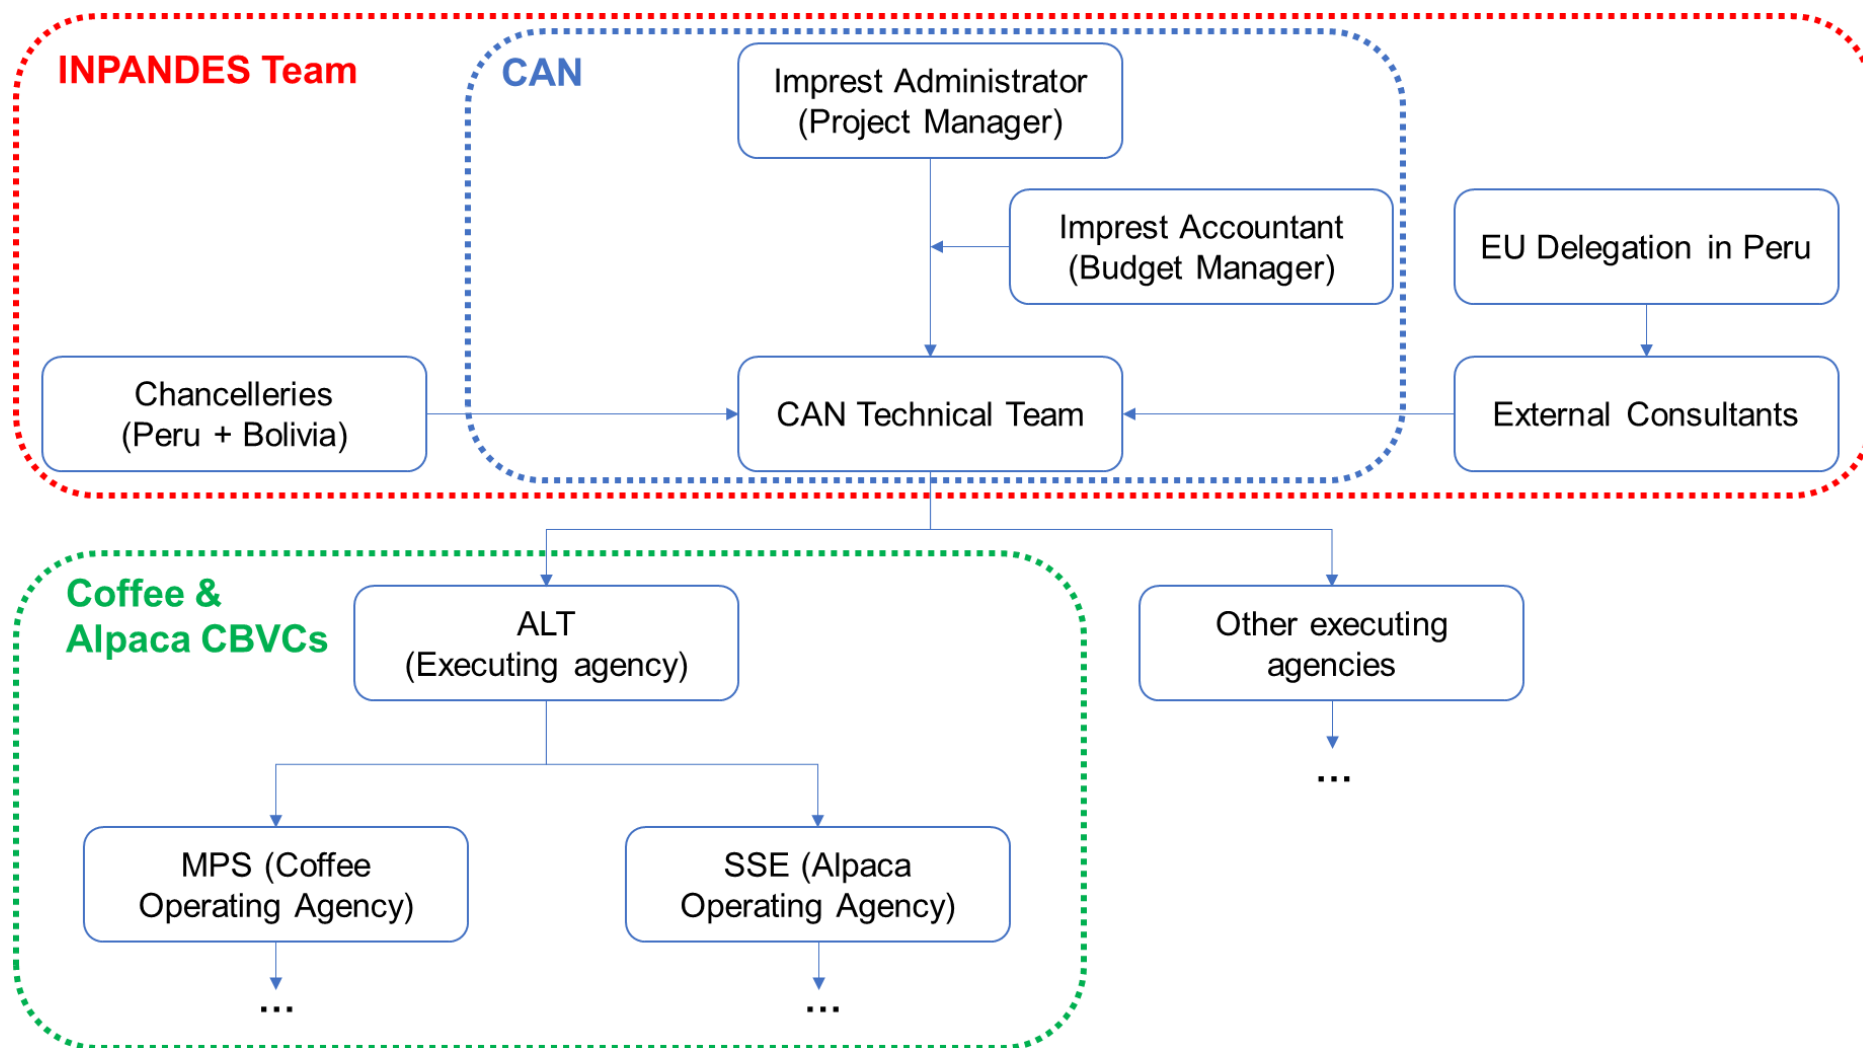 INPANDES Team
CAN
Imprest Administrator
(Project Manager)
Imprest Accountant
(Budget Manager)
EU Delegation in Peru
Chancelleries
(Peru + Bolivia)
CAN Technical Team
External Consultants
Coffee &
Alpaca CBVCs
ALT
(Executing agency)
Other executing
agencies
...
MPS (Coffee
Operating Agency)
SSE (Alpaca
Operating Agency)
...
...